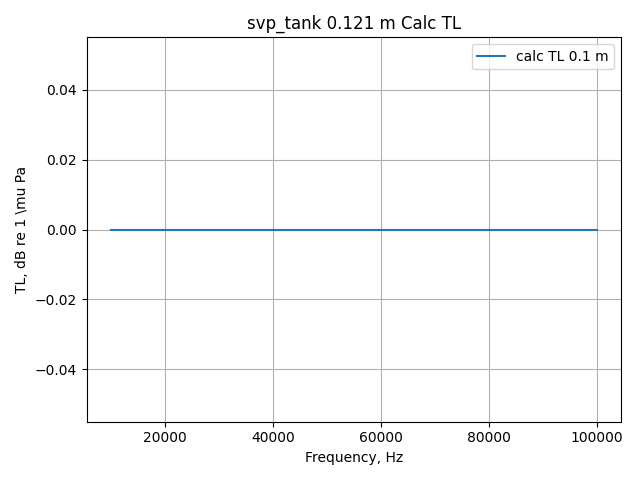 svp_tank 0.121 m Calc TL
calc TL 0.1 m
0.04
0.02
0.00
−0.02
−0.04
TL, dB re 1 \mu Pa
20000
40000
60000
80000
100000
Frequency, Hz